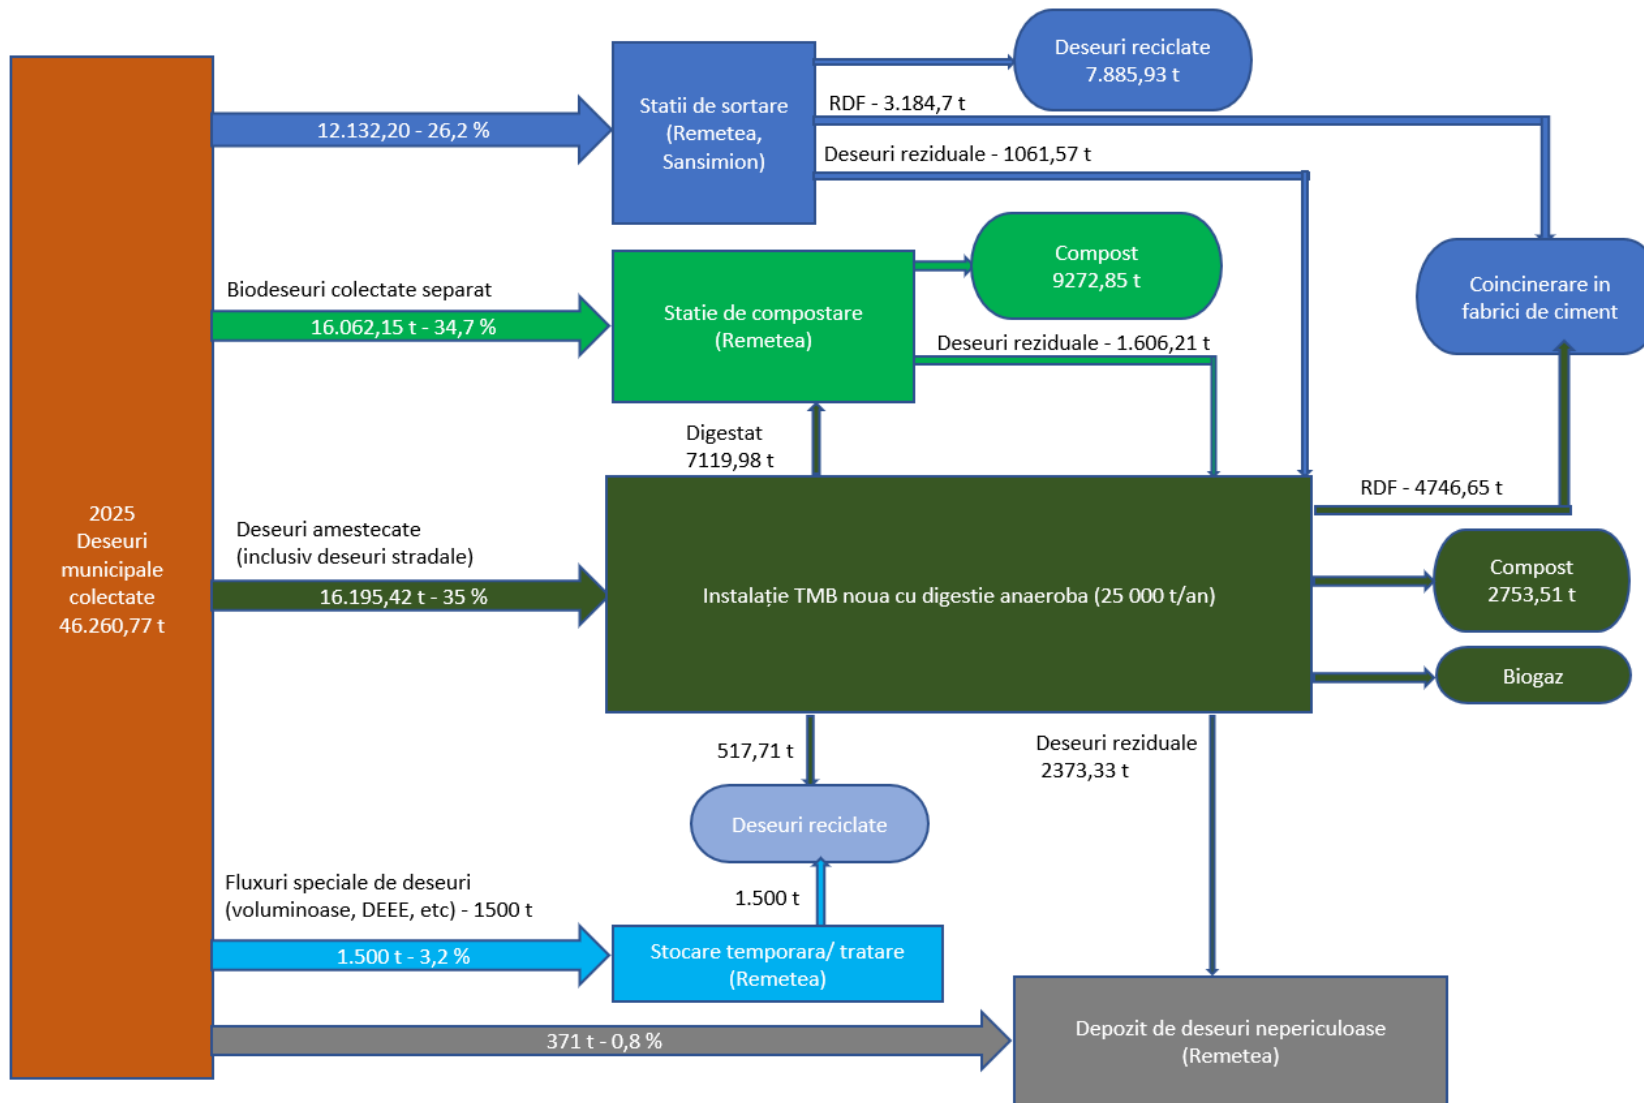 2025
Deseuri
municipale
colectate
46.260,77 t
12.132,20 - 26,2 %
Statii de sortare
(Remetea,
Sansimion)
Deseuri reciclate
7.885,93 t
RDF - 3.184,7 t
Deseuri reziduale - 1061,57 t
Biodeseuri colectate separat
16.062,15 t - 34,7 %
Statie de compostare
(Remetea)
Compost
9272,85 t
Deseuri reziduale - 1.606,21 t
Coincinerare in
fabrici de ciment
Digestat
7119,98 t
Deseuri amestecate
(inclusiv deseuri stradale)
16.195,42 t - 35 %
Instalație TMB noua cu digestie anaeroba (25 000 t/an)
RDF - 4746,65 t
Compost
2753,51 t
Biogaz
517,71 t
Deseuri reziduale
2373,33 t
Deseuri reciclate
Fluxuri speciale de deseuri
(voluminoase, DEEE, etc) - 1500 t
1.500 t - 3,2 %
1.500 t
Stocare temporara/ tratare
(Remetea)
371 t - 0,8 %
Depozit de deseuri nepericuloase
(Remetea)